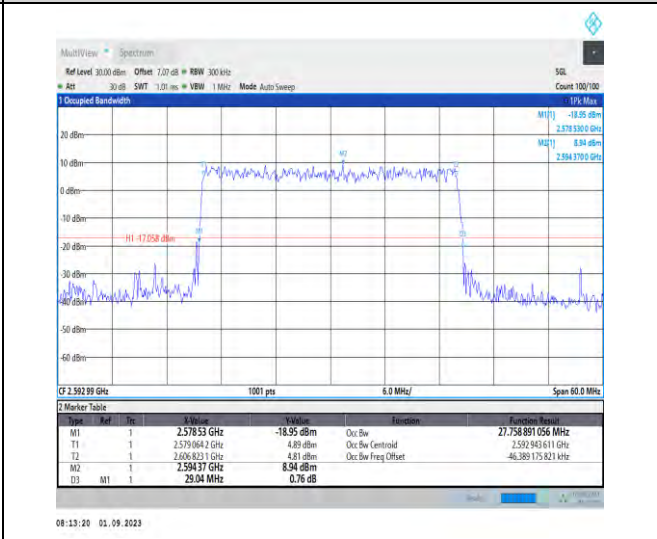 MultiView Spectrum
Ref Level 30.00 dBm Offset 7.07 dB RBW 300 kHz SGL
Att 30 dB SWT 1.01 ms VBW 1 MHz Mode Auto Sweep Count 100/100
1 Occupied Bandwidth 1Pk Max
M1[1] -18.95 dBm
2.578 530 0 GHz
M2[1] 8.94 dBm
2.594 370 0 GHz
20 dBm
M2
10 dBm
0 dBm
-10 dBm
H1 -17.058 dBm
-20 dBm
-30 dBm
-40 dBm
-50 dBm
-60 dBm
CF 2.592 99 GHz 1001 pts 6.0 MHz/ Span 60.0 MHz
2 Marker Table
Type Ref Trc X-Value Y-Value Function Function Result
M1 1 2.578 53 GHz -18.95 dBm Occ Bw 27.758 891 056 MHz
T1 1 2.579 064 2 GHz 4.89 dBm Occ Bw Centroid 2.592 943 611 GHz
T2 1 2.606 823 1 GHz 4.81 dBm Occ Bw Freq Offset -46.389 175 821 kHz
M2 1 2.594 37 GHz 8.94 dBm
D3 M1 1 29.04 MHz 0.76 dB
08:13:20 01.09.2023